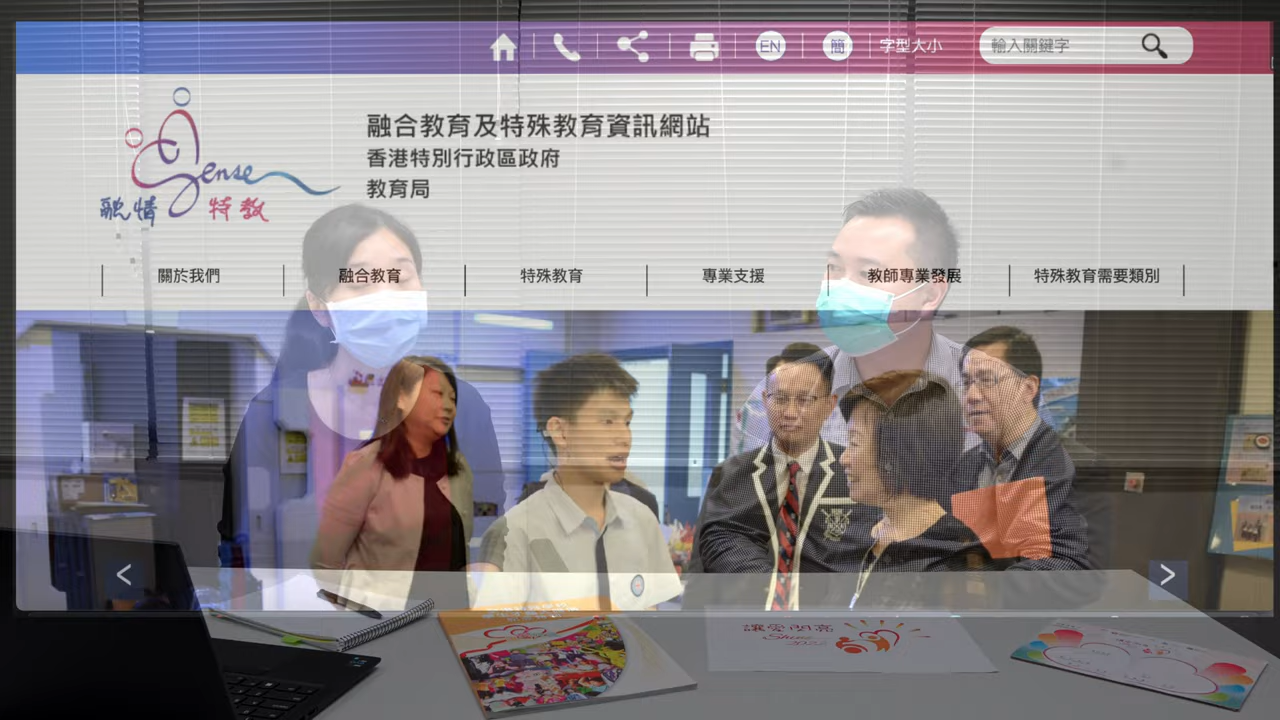 EN
簡
字型大小
輸入關鍵字
Sense
融情
特教
融合教育及特殊教育資訊網站
香港特別行政區政府
教育局
關於我們
融合教育
特殊教育
專業支援
教師專業發展
特殊教育需要類別
<
>
讓愛閃亮